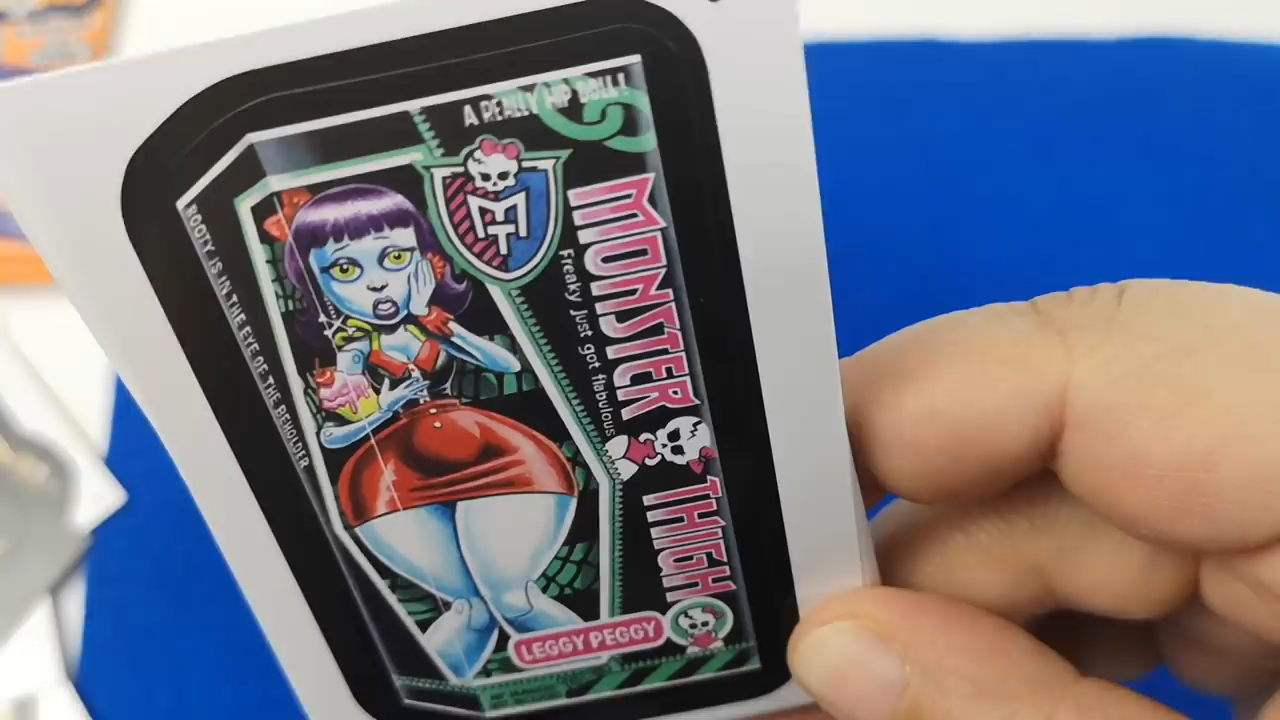 A REALLY HIP DOLL!
MT
MONSTER THIGH
Freaky just got flabulous
BOOTY IS IN THE EYE OF THE BEHOLDER
LEGGY PEGGY